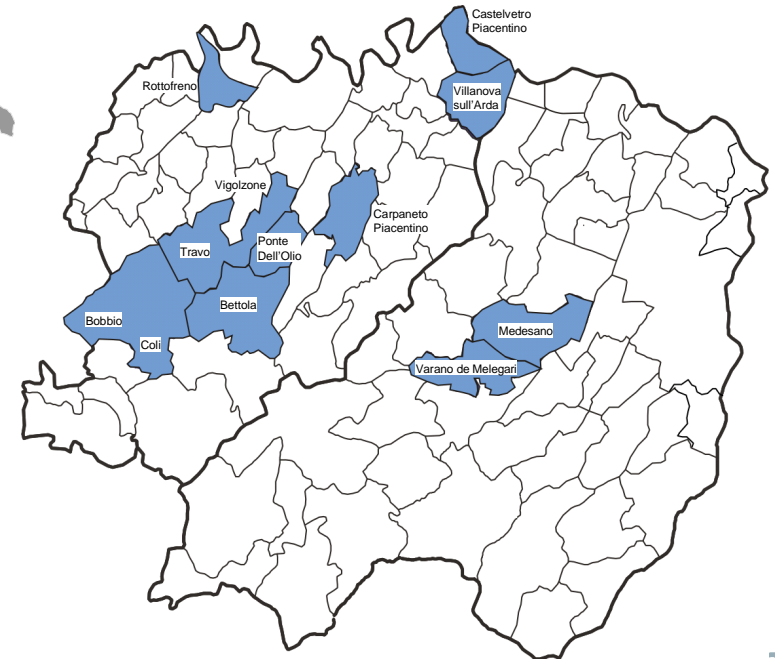 Castelvetro
Piacentino
Rottofreno
Villanova
sull'Arda
Vigolzone
Carpaneto
Piacentino
Travo
Ponte
Dell'Olio
Bettola
Bobbio
Coli
Medesano
Varano de Melegari